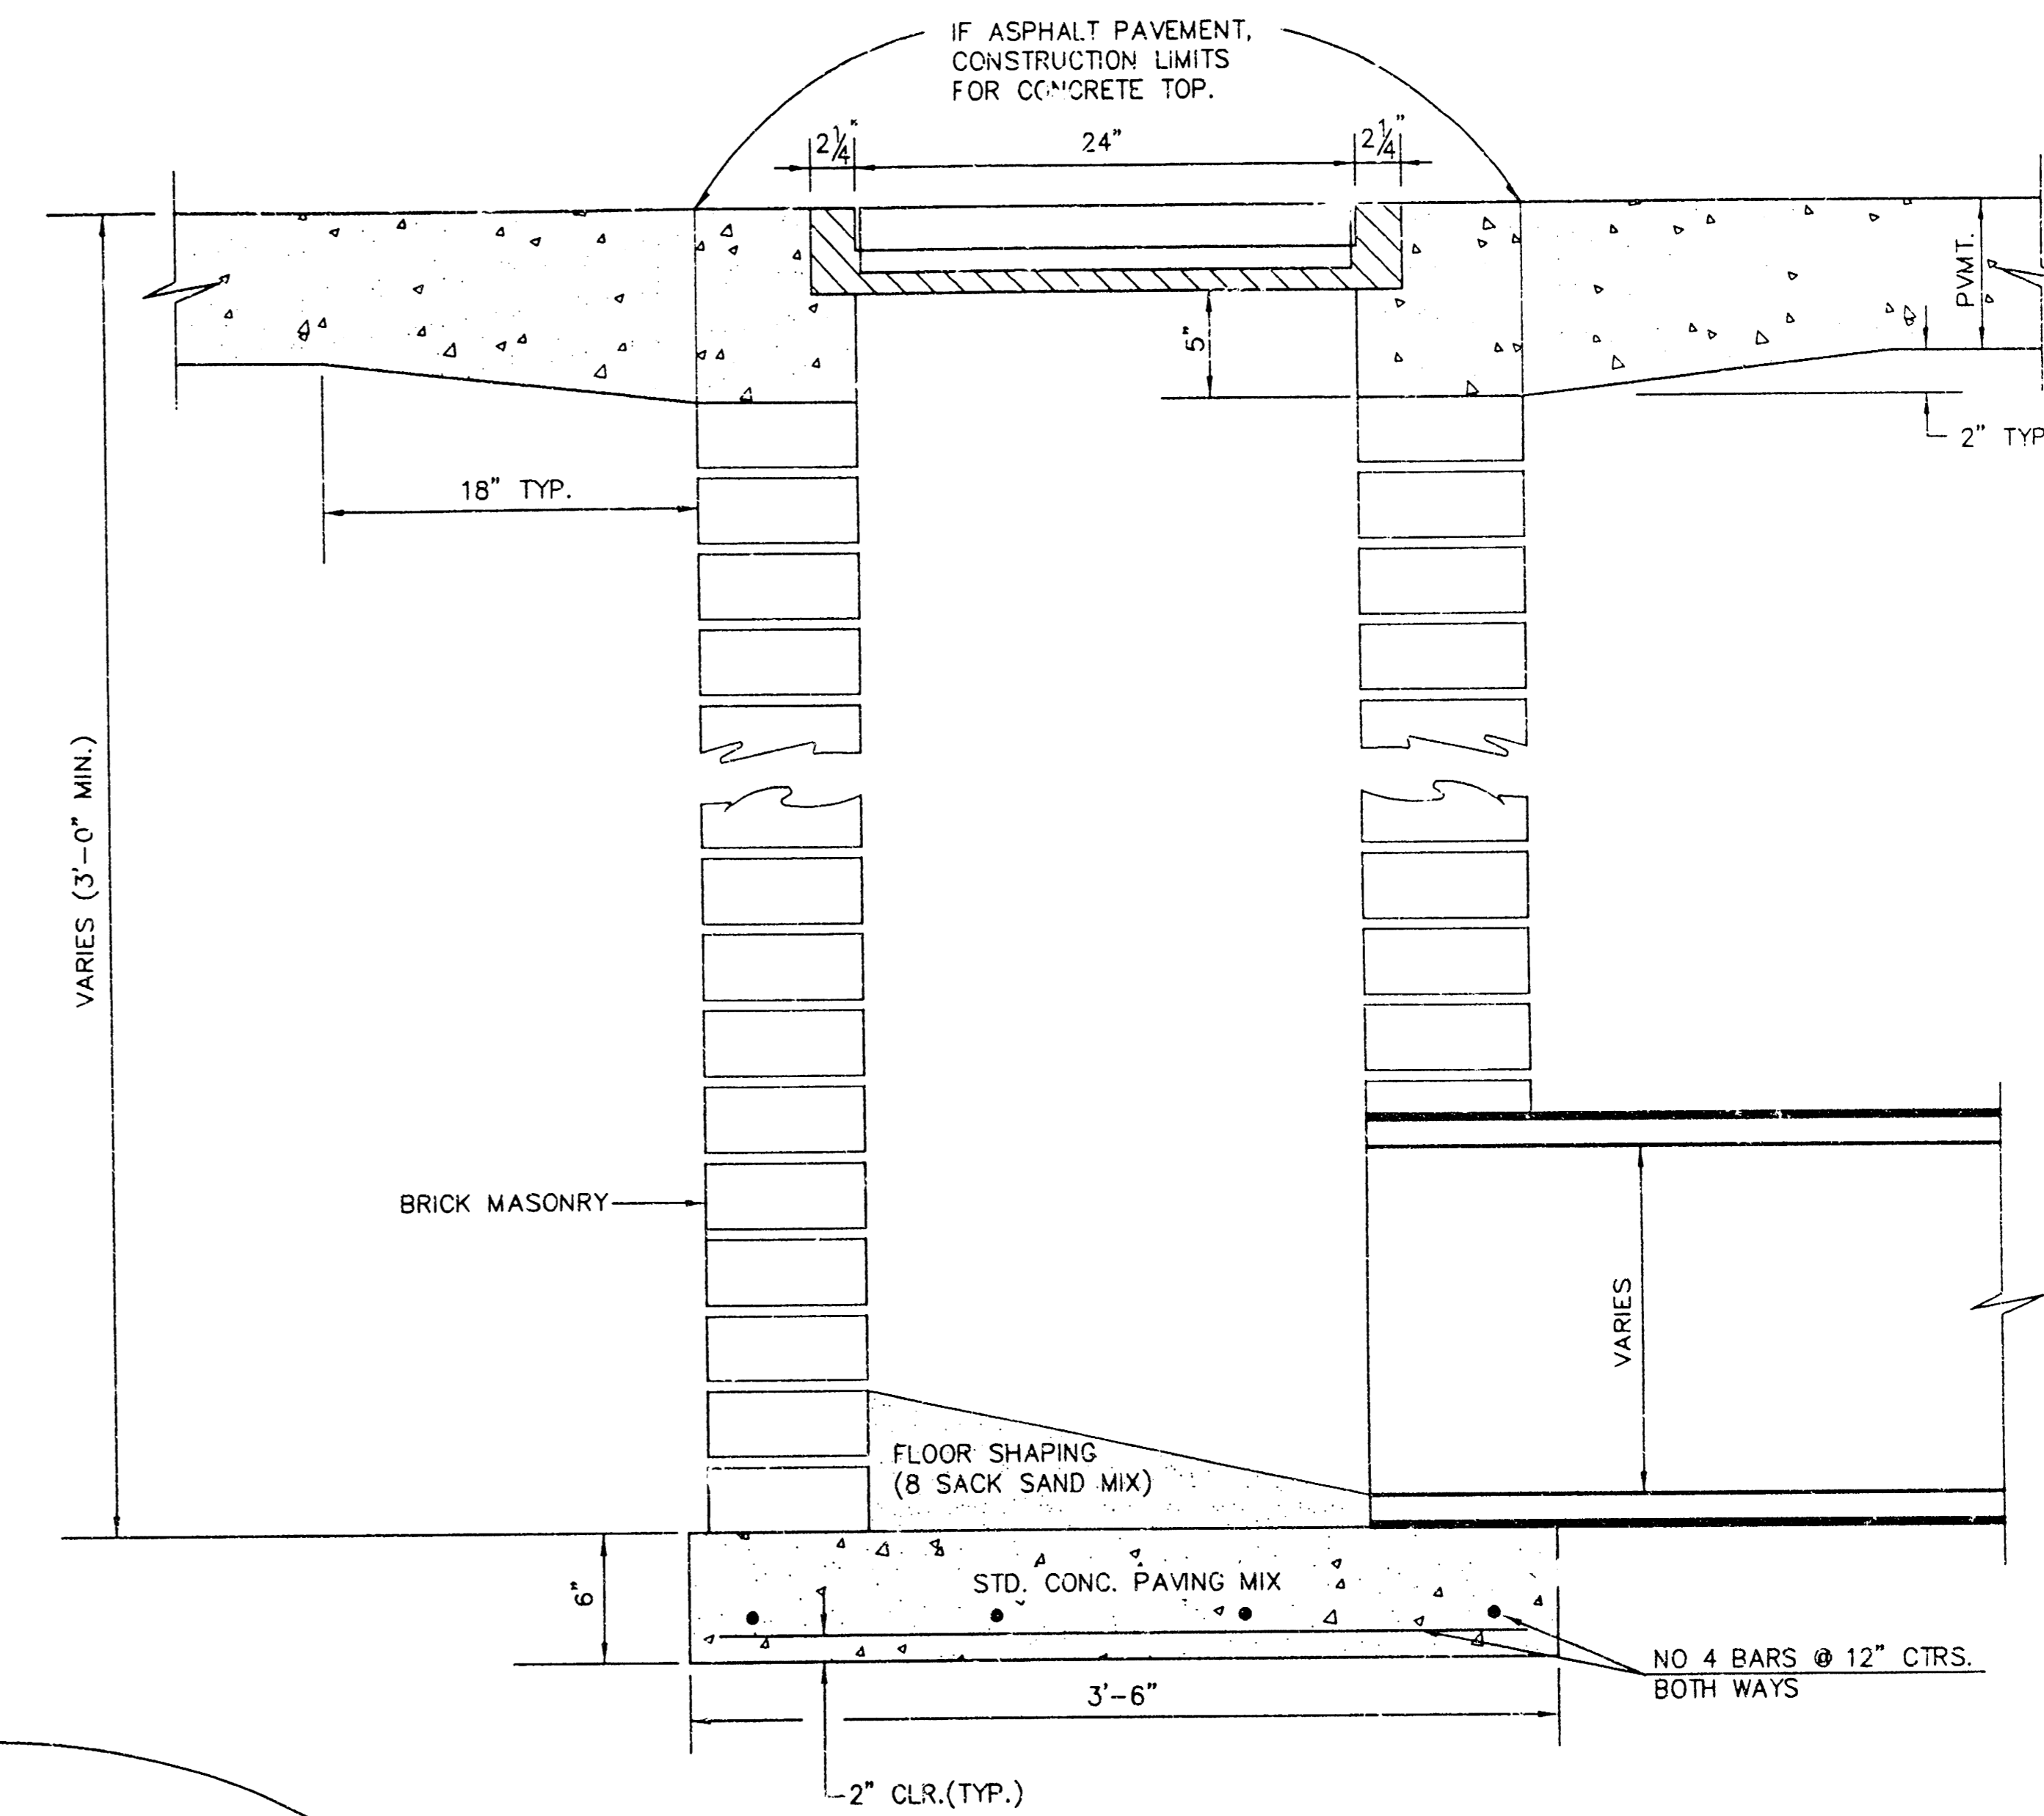 IF ASPHALT PAVEMENT,
CONSTRUCTION LIMITS
FOR CONCRETE TOP.
2¼"
24"
2¼"
PVMT.
5"
2" TYP
18" TYP.
VARIES (3'-0" MIN.)
BRICK MASONRY
VARIES
FLOOR SHAPING
(8 SACK SAND MIX)
6"
STD. CONC. PAVING MIX
NO 4 BARS @ 12" CTRS.
BOTH WAYS
3'-6"
2" CLR.(TYP.)